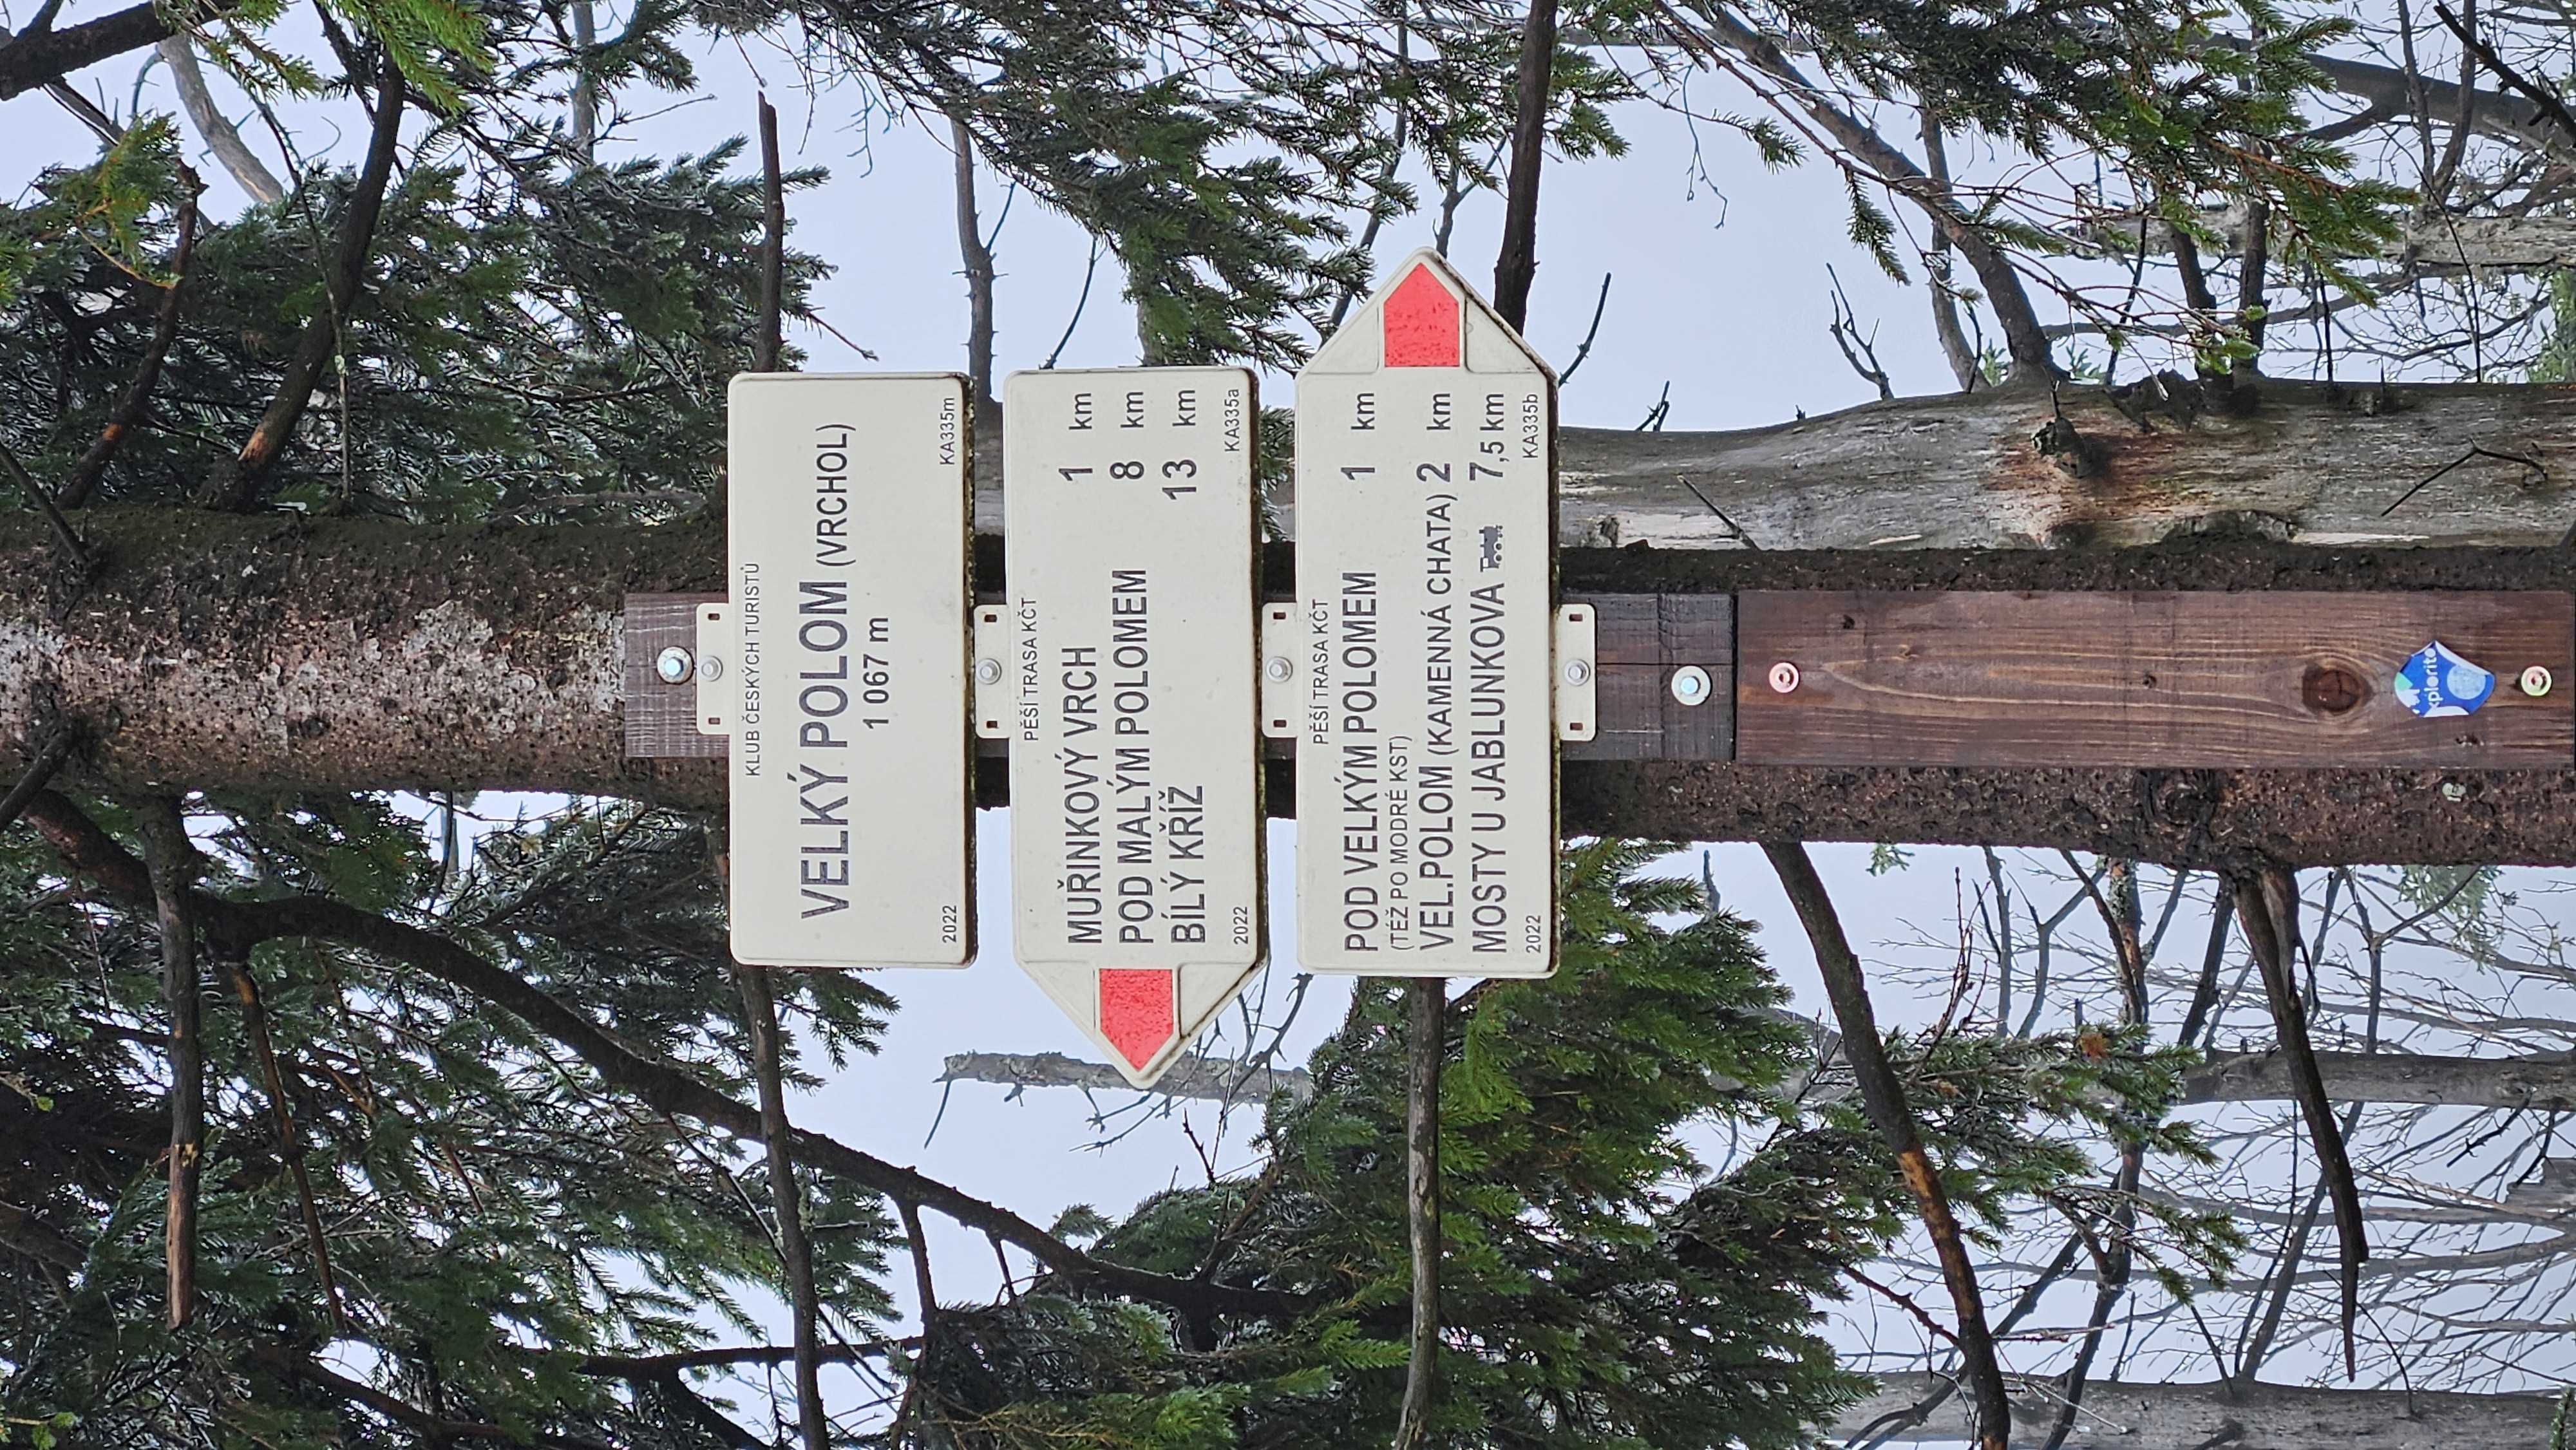 KLUB ČESKÝCH TURISTŮ
VELKÝ POLOM (VRCHOL)
1 067 m
2022 KA335m
PĚŠÍ TRASA KČT
MUŘINKOVÝ VRCH 1 km
POD MALÝM POLOMEM 8 km
BÍLÝ KŘÍŽ 13 km
2022 KA335a
PĚŠÍ TRASA KČT
POD VELKÝM POLOMEM 1 km
(TÉŽ PO MODRÉ KST)
VEL.POLOM (KAMENNÁ CHATA) 2 km
MOSTY U JABLUNKOVA 7,5 km
2022 KA335b